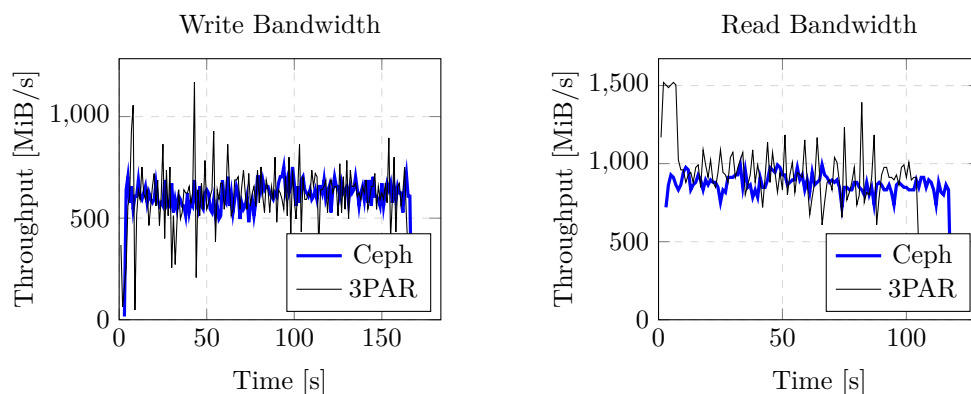 Write Bandwidth
Throughput [MiB/s]
1,000
500
0
0
50
100
150
Time [s]
Ceph
3PAR
Read Bandwidth
Throughput [MiB/s]
1,500
1,000
500
0
0
50
100
Time [s]
Ceph
3PAR